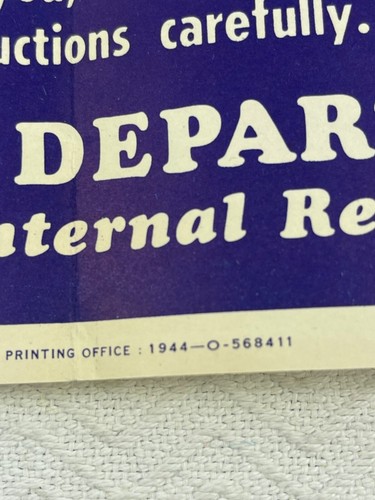 uctions carefully.
DEPAR
nternal Re
PRINTING OFFICE : 1944—O-568411